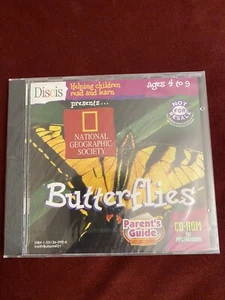 Discis
Helping children
read and learn
ages 4 to 9
presents...
NOT
FOR
RESALE
NATIONAL
GEOGRAPHIC
SOCIETY
Butterflies
Parent's
Guide
CD-ROM